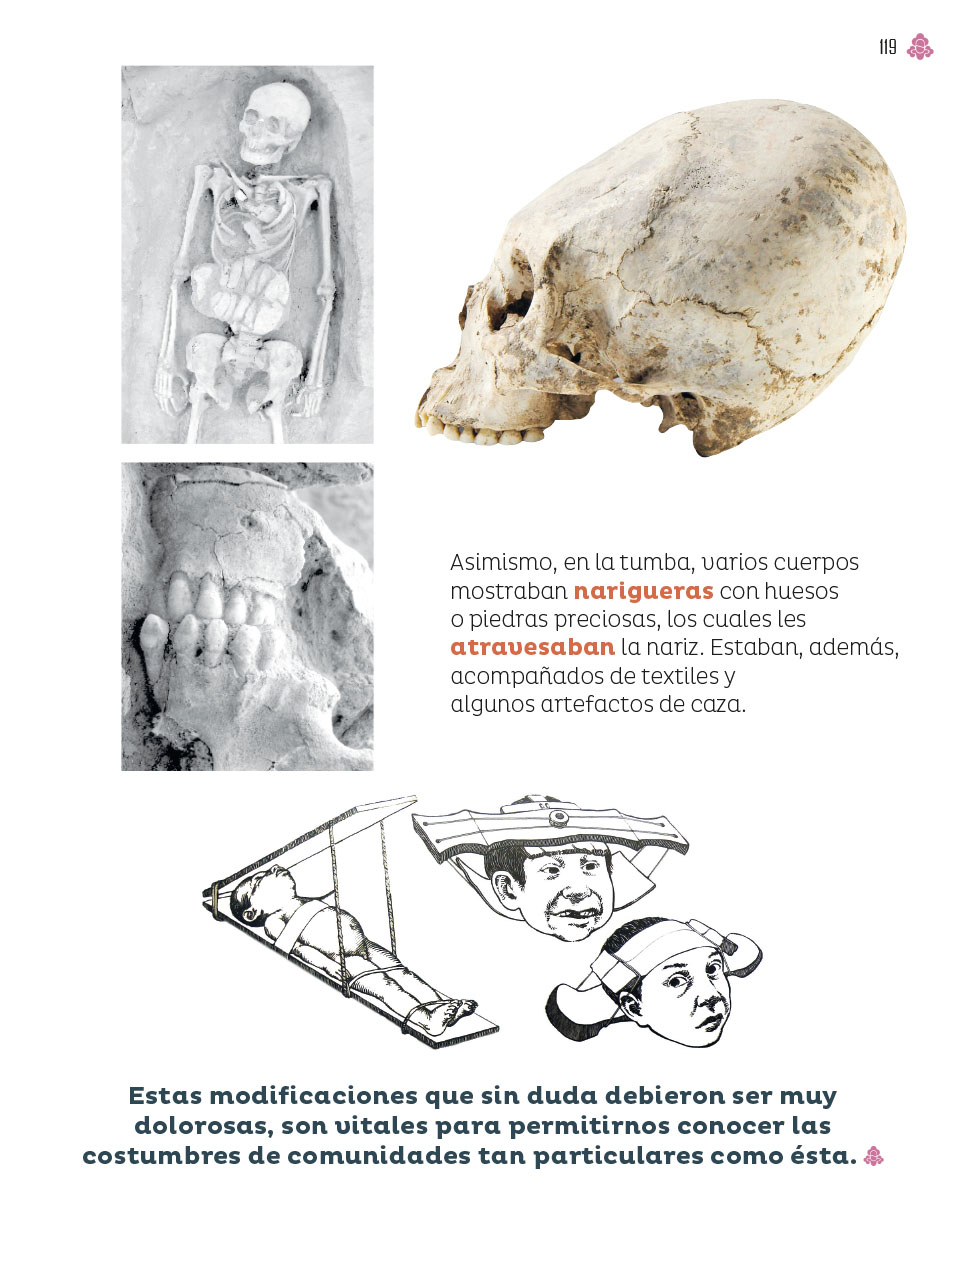 119
Asimismo, en la tumba, varios cuerpos
mostraban narigueras con huesos
o piedras preciosas, los cuales les
atravesaban la nariz. Estaban, además,
acompañados de textiles y
algunos artefactos de caza.
Estas modificaciones que sin duda debieron ser muy
dolorosas, son vitales para permitirnos conocer las
costumbres de comunidades tan particulares como ésta.